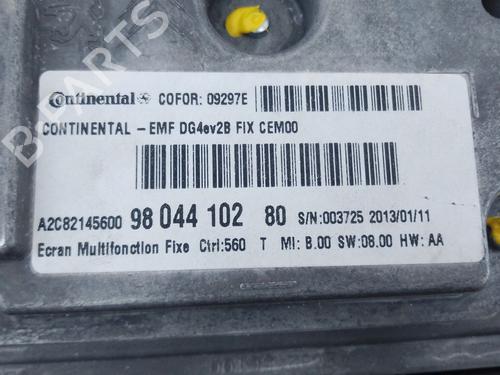 Continental COFOR: 09297E
CONTINENTAL - EMF DG4ev2B FIX CEM00
A2C82145600 98 044 102 80 S/N:003725 2013/01/11
Ecran Multifonction Fixe Ctrl:560 T MI: B.00 SW:08.00 HW: AA
B-PARTS